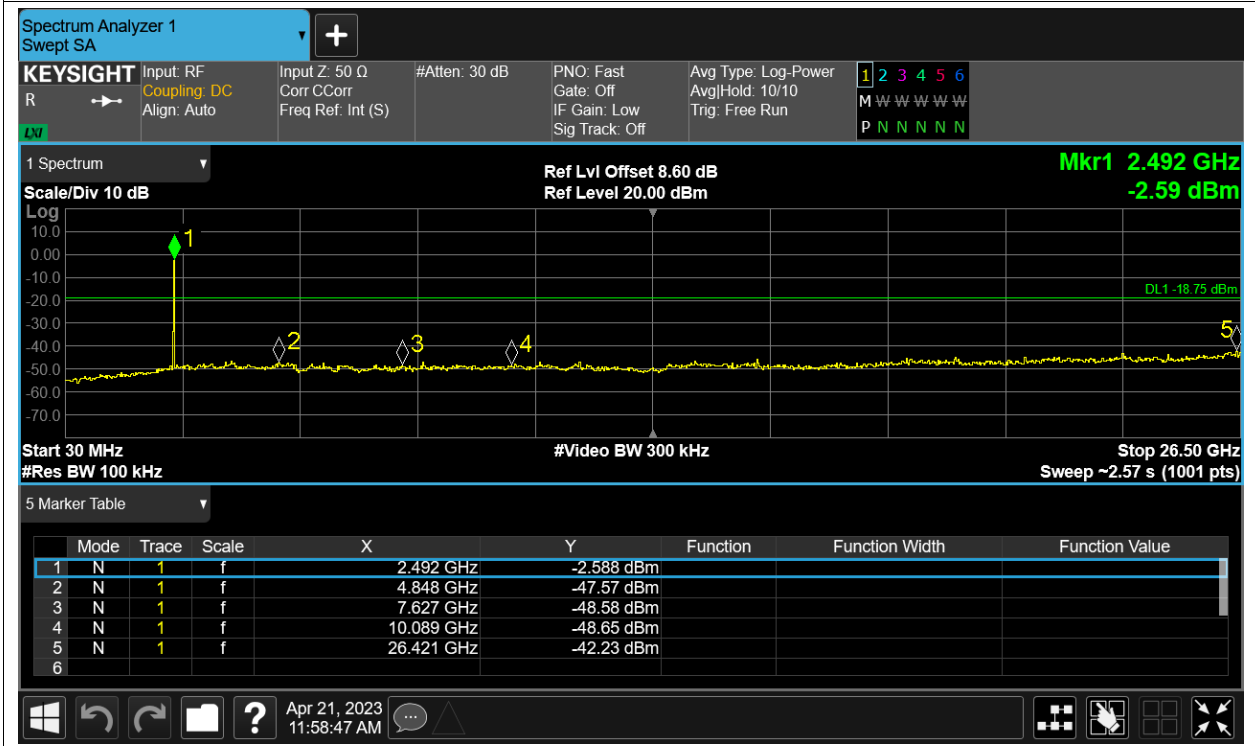 Spectrum Analyzer 1
Swept SA
KEYSIGHT
R
LXI
Input: RF
Coupling: DC
Align: Auto
Input Z: 50 Ω
Corr CCorr
Freq Ref: Int (S)
#Atten: 30 dB
PNO: Fast
Gate: Off
IF Gain: Low
Sig Track: Off
Avg Type: Log-Power
Avg|Hold: 10/10
Trig: Free Run
1 2 3 4 5 6
M W W W W W
P N N N N N
1 Spectrum
Scale/Div 10 dB
Ref Lvl Offset 8.60 dB
Ref Level 20.00 dBm
Mkr1 2.492 GHz
-2.59 dBm
Log
10.0
0.00
-10.0
-20.0
-30.0
-40.0
-50.0
-60.0
-70.0
1
2
3
4
5
DL1 -18.75 dBm
Start 30 MHz
#Res BW 100 kHz
#Video BW 300 kHz
Stop 26.50 GHz
Sweep ~2.57 s (1001 pts)
5 Marker Table
Mode Trace Scale X Y Function Function Width Function Value
1 N 1 f 2.492 GHz -2.588 dBm
2 N 1 f 4.848 GHz -47.57 dBm
3 N 1 f 7.627 GHz -48.58 dBm
4 N 1 f 10.089 GHz -48.65 dBm
5 N 1 f 26.421 GHz -42.23 dBm
6
?
Apr 21, 2023
11:58:47 AM